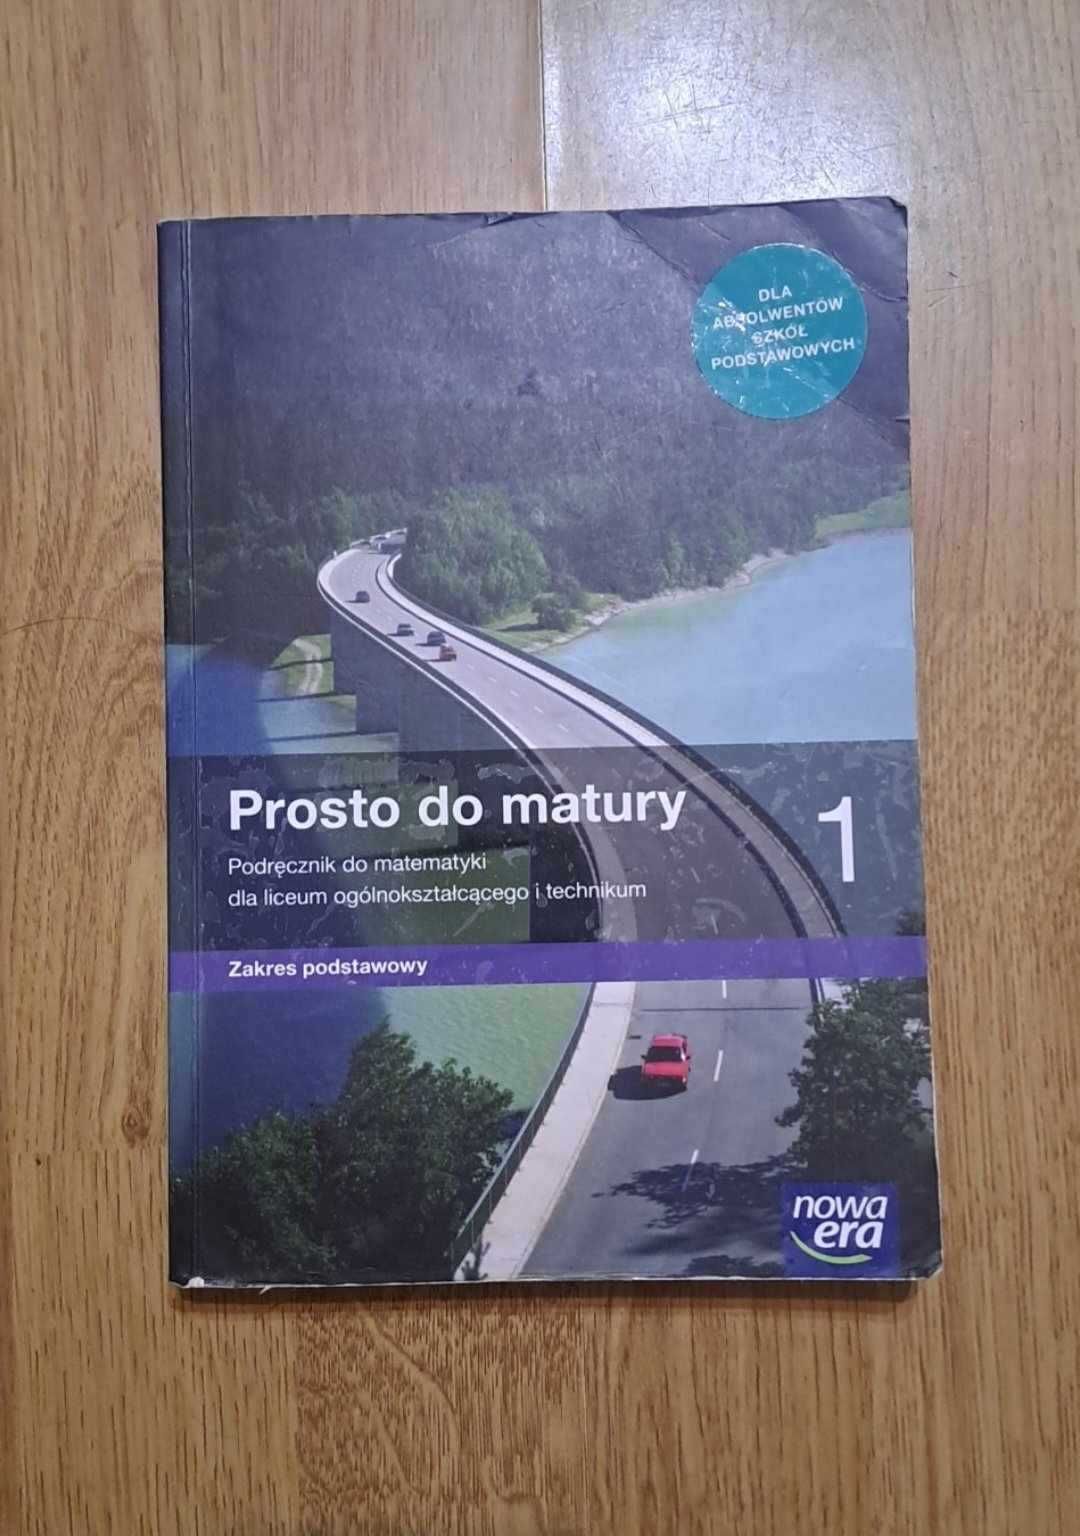 DLA
ABSOLWENTÓW
SZKÓŁ
PODSTAWOWYCH
Prosto do matury
1
Podręcznik do matematyki
dla liceum ogólnokształcącego i technikum
Zakres podstawowy
nowa
era